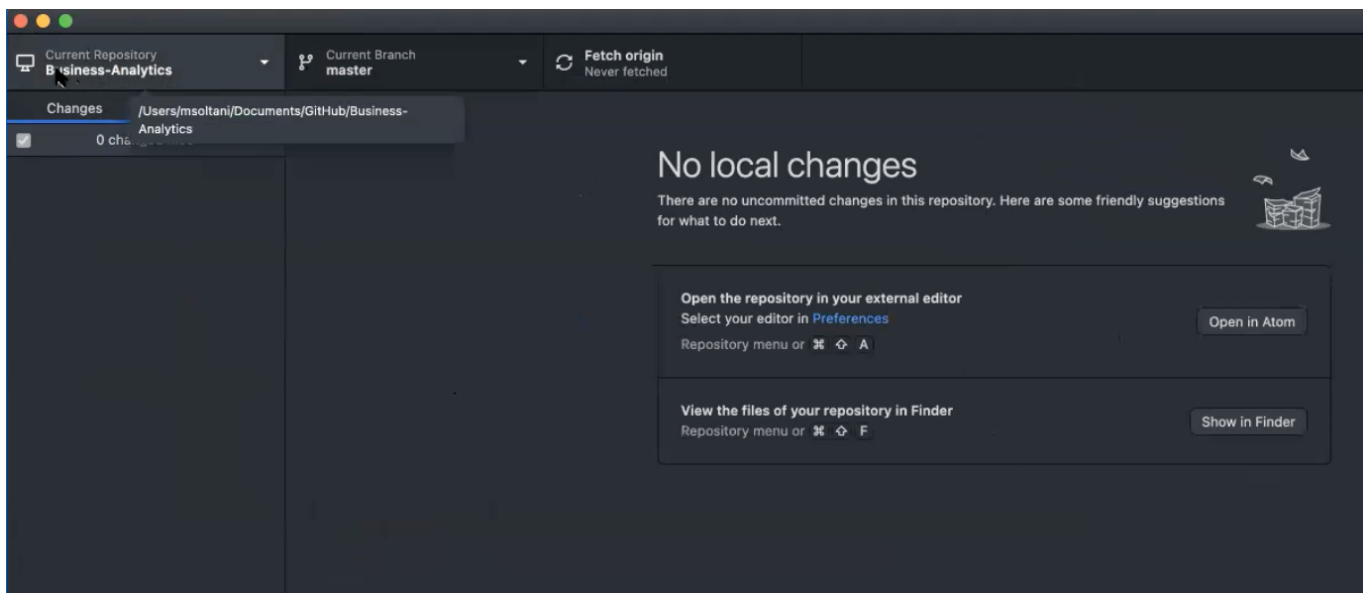 Current Repository
Business-Analytics
Current Branch
master
Fetch origin
Never fetched
Changes
/Users/msoltani/Documents/GitHub/Business-
Analytics
0
No local changes
There are no uncommitted changes in this repository. Here are some friendly suggestions
for what to do next.
Open the repository in your external editor
Select your editor in Preferences
Repository menu or ⌘ ⇧ A
Open in Atom
View the files of your repository in Finder
Repository menu or ⌘ ⇧ F
Show in Finder